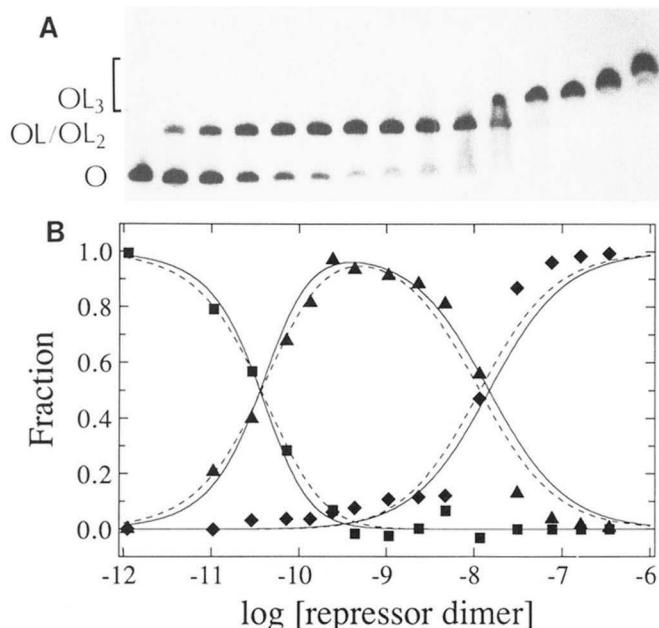 A
OL₃
OL/OL₂
O
B
1.0
0.8
0.6
0.4
0.2
0.0
Fraction
-12 -11 -10 -9 -8 -7 -6
log [repressor dimer]